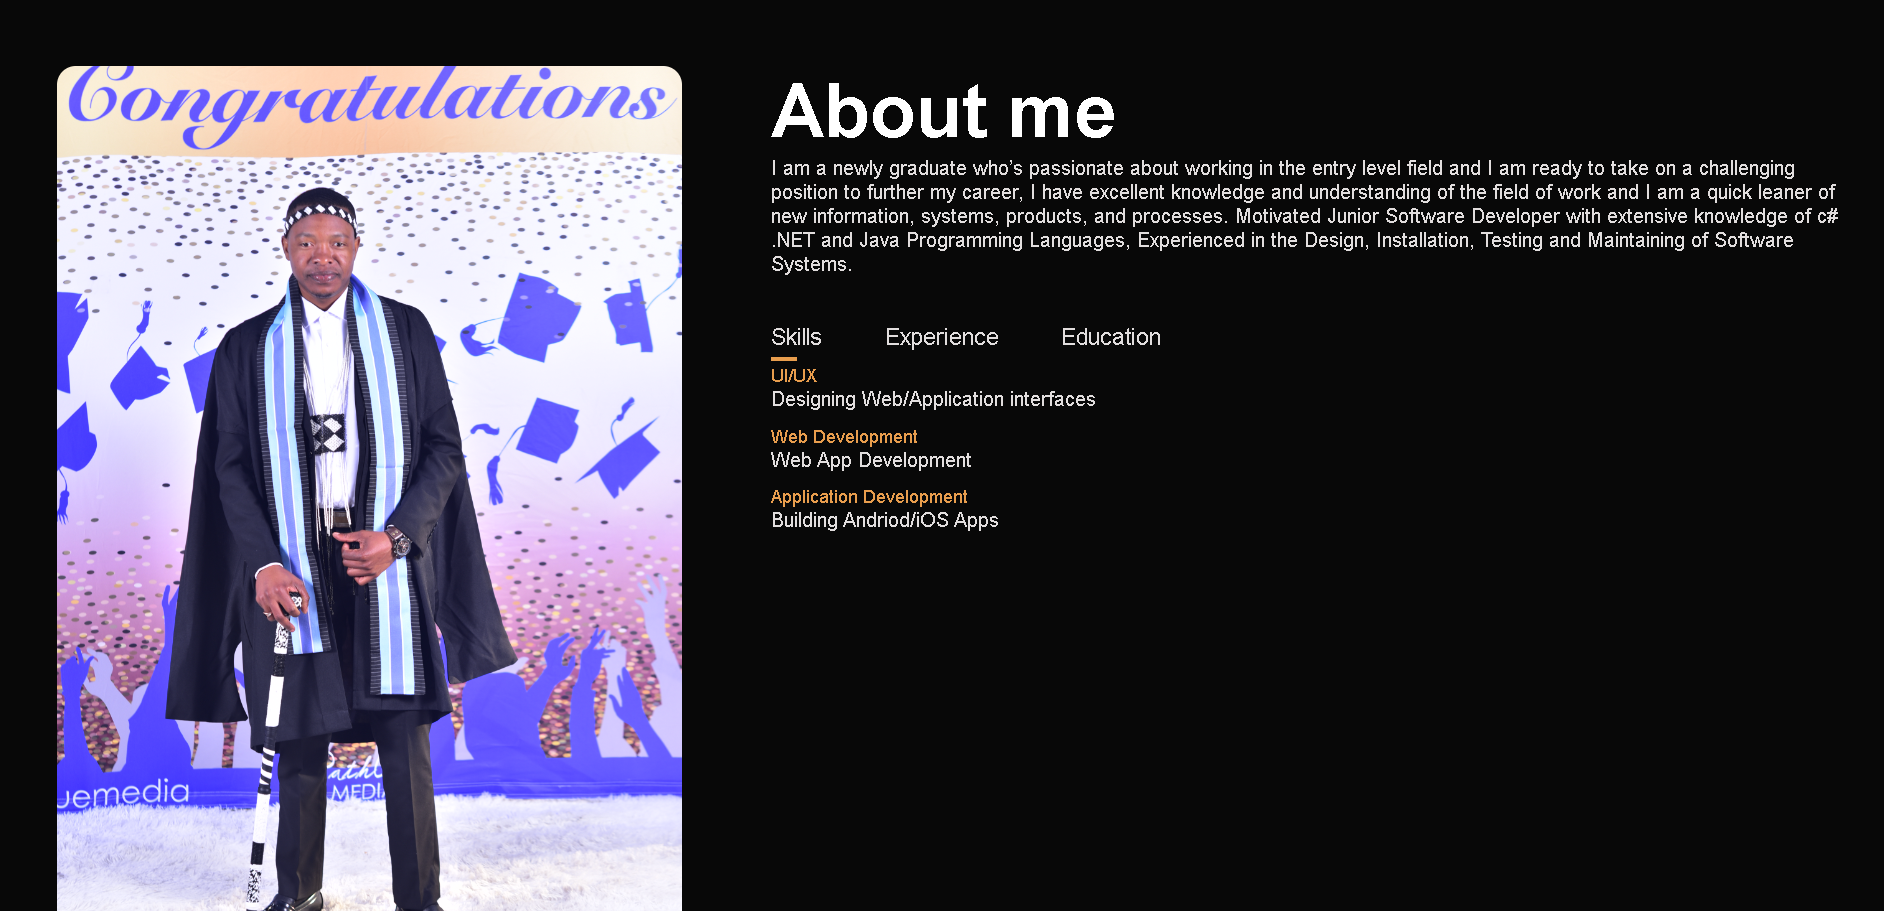 Congratulations
About me
I am a newly graduate who’s passionate about working in the entry level field and I am ready to take on a challenging
position to further my career, I have excellent knowledge and understanding of the field of work and I am a quick leaner of
new information, systems, products, and processes. Motivated Junior Software Developer with extensive knowledge of c#
.NET and Java Programming Languages, Experienced in the Design, Installation, Testing and Maintaining of Software
Systems.
Skills Experience Education
UI/UX
Designing Web/Application interfaces
Web Development
Web App Development
Application Development
Building Andriod/iOS Apps